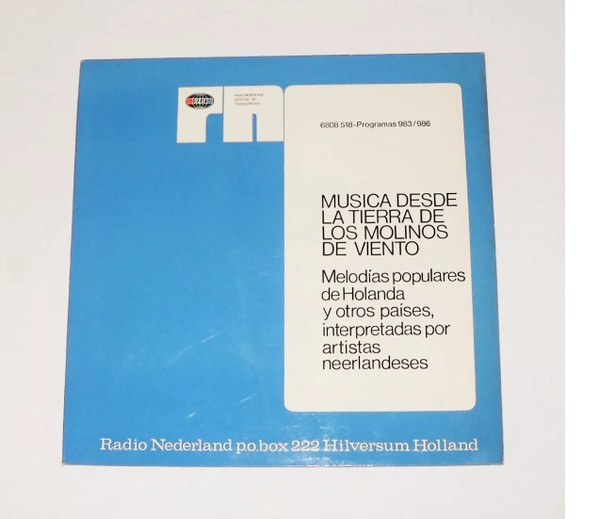 rn
6808 518-Programas 983/986
MUSICA DESDE
LA TIERRA DE
LOS MOLINOS
DE VIENTO
Melodías populares
de Holanda
y otros países,
interpretadas por
artistas
neerlandeses
Radio Nederland p.o.box 222 Hilversum Holland